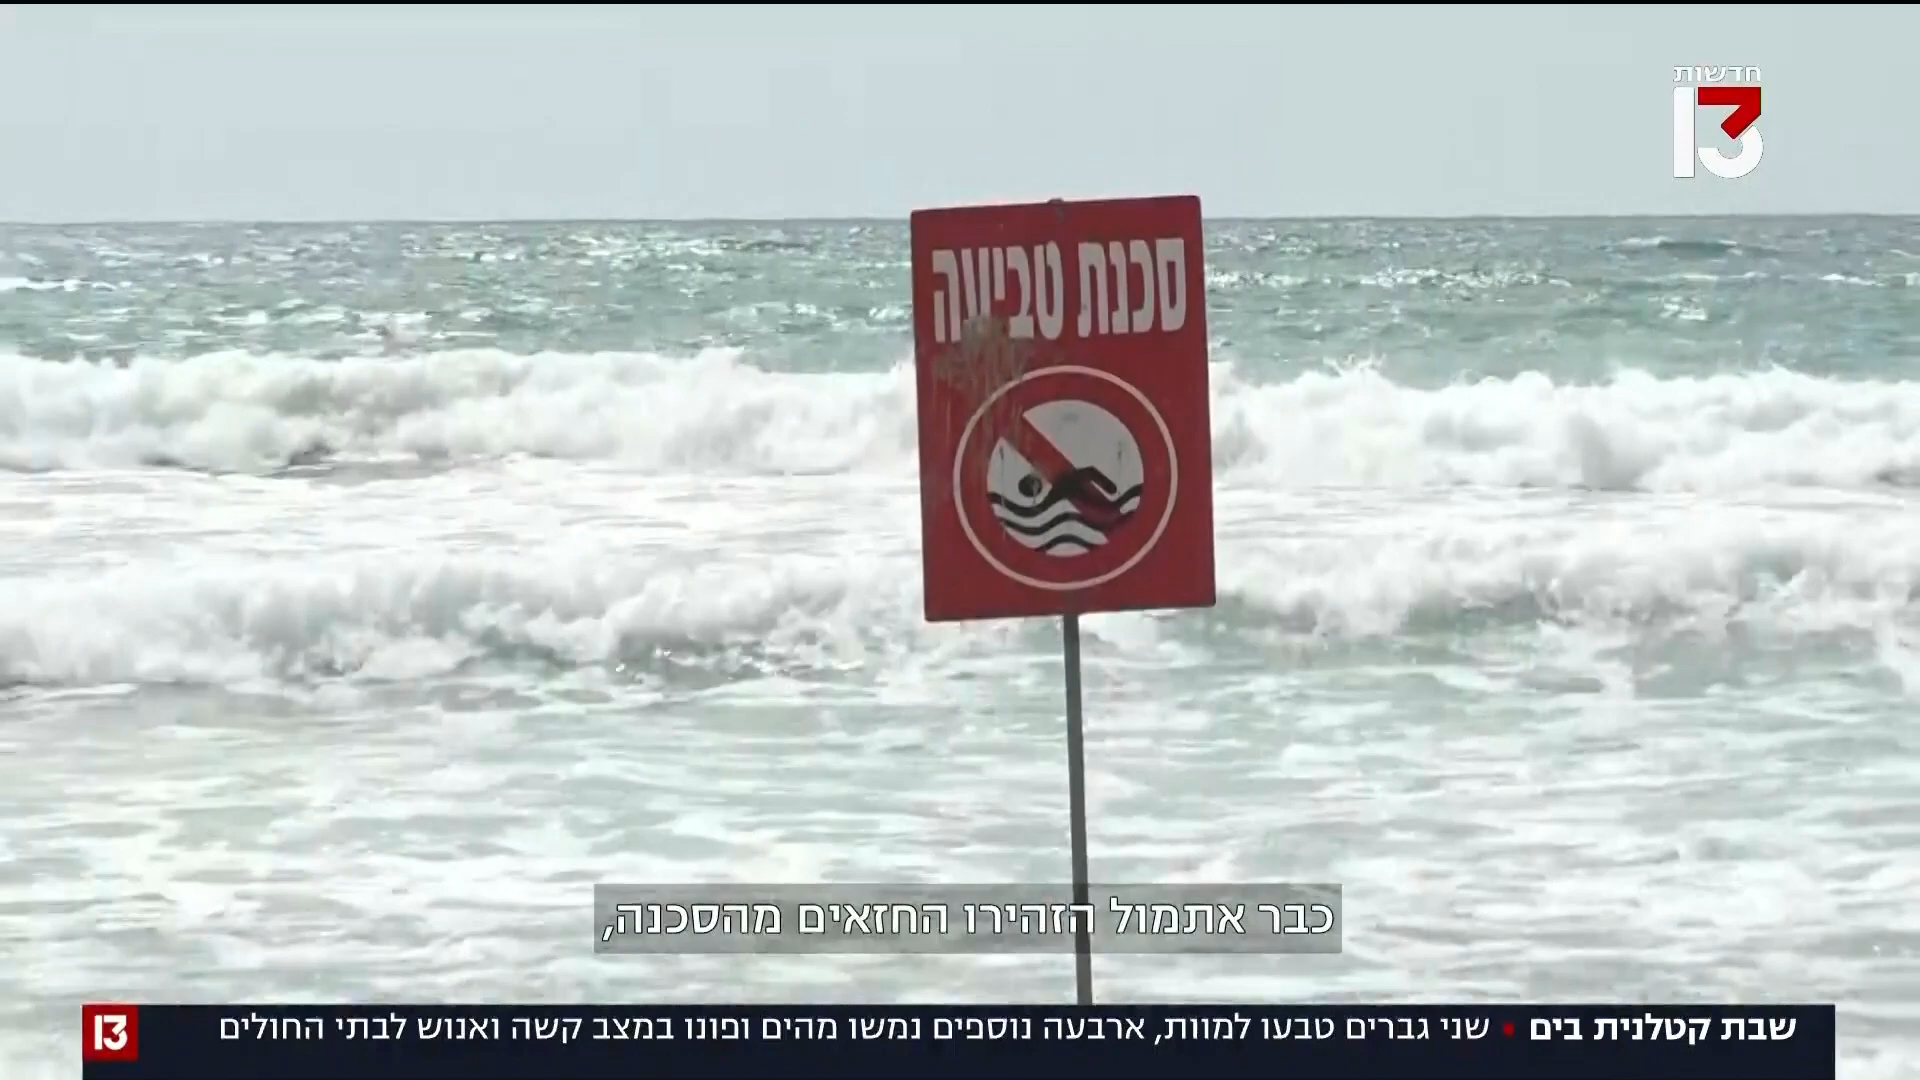 חדשות
13
סכנת טביעה
כבר אתמול הזהירו החזאים מהסכנה,
שבת קטלנית בים • שני גברים טבעו למוות, ארבעה נוספים נמשו מהים ופונו במצב קשה ואנוש לבתי החולים
13